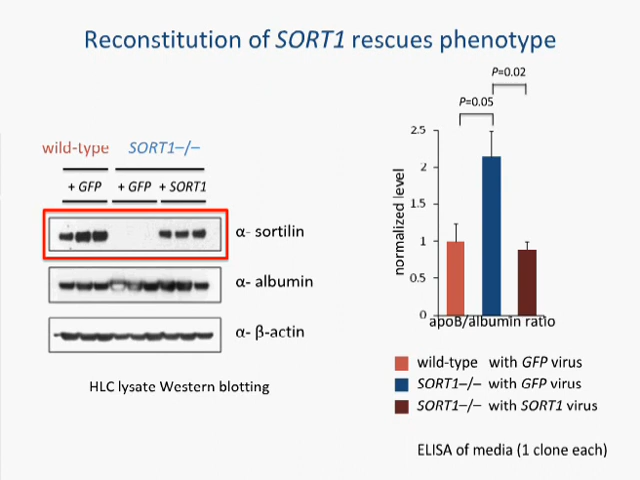 Reconstitution of SORT1 rescues phenotype
wild-type SORT1–/–
+ GFP + GFP + SORT1
α- sortilin
α- albumin
α- β-actin
HLC lysate Western blotting
P=0.02
P=0.05
normalized level
2.5
2
1.5
1
0.5
0
apoB/albumin ratio
wild-type with GFP virus
SORT1–/– with GFP virus
SORT1–/– with SORT1 virus
ELISA of media (1 clone each)